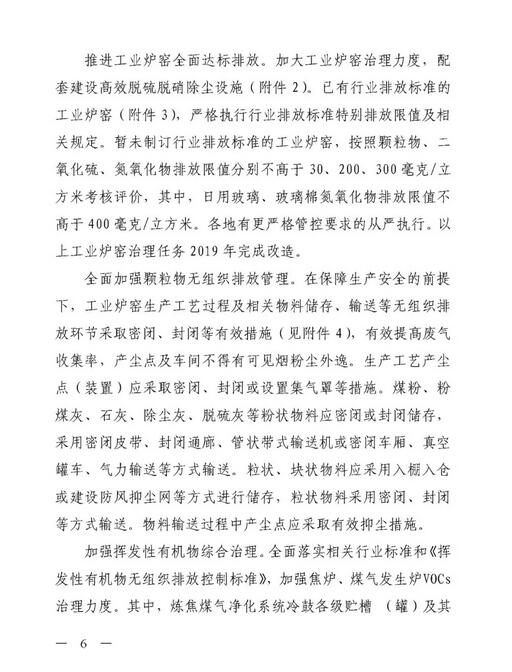 推进工业炉窑全面达标排放。加大工业炉窑治理力度，配
套建设高效脱硫脱硝除尘设施（附件 2）。已有行业排放标准的
工业炉窑（附件 3），严格执行行业排放标准特别排放限值及相
关规定。暂未制订行业排放标准的工业炉窑，按照颗粒物、二
氧化硫、氮氧化物排放限值分别不高于 30、200、300 毫克/立
方米考核评价，其中，日用玻璃、玻璃棉氮氧化物排放限值不
高于 400 毫克/立方米。各地有更严格管控要求的从严执行。以
上工业炉窑治理任务 2019 年完成改造。
全面加强颗粒物无组织排放管理。在保障生产安全的前提
下，工业炉窑生产工艺过程及相关物料储存、输送等无组织排
放环节采取密闭、封闭等有效措施（见附件 4），有效提高废气
收集率，产尘点及车间不得有可见烟粉尘外逸。生产工艺产尘
点（装置）应采取密闭、封闭或设置集气罩等措施。煤粉、粉
煤灰、石灰、除尘灰、脱硫灰等粉状物料应密闭或封闭储存，
采用密闭皮带、封闭通廊、管状带式输送机或密闭车厢、真空
罐车、气力输送等方式输送。粒状、块状物料应采用入棚入仓
或建设防风抑尘网等方式进行储存，粒状物料采用密闭、封闭
等方式输送。物料输送过程中产尘点应采取有效抑尘措施。
加强挥发性有机物综合治理。全面落实相关行业标准和《挥
发性有机物无组织排放控制标准》，加强焦炉、煤气发生炉VOCs
治理力度。其中，炼焦煤气净化系统冷鼓各级贮槽 （罐）及其
— 6 —